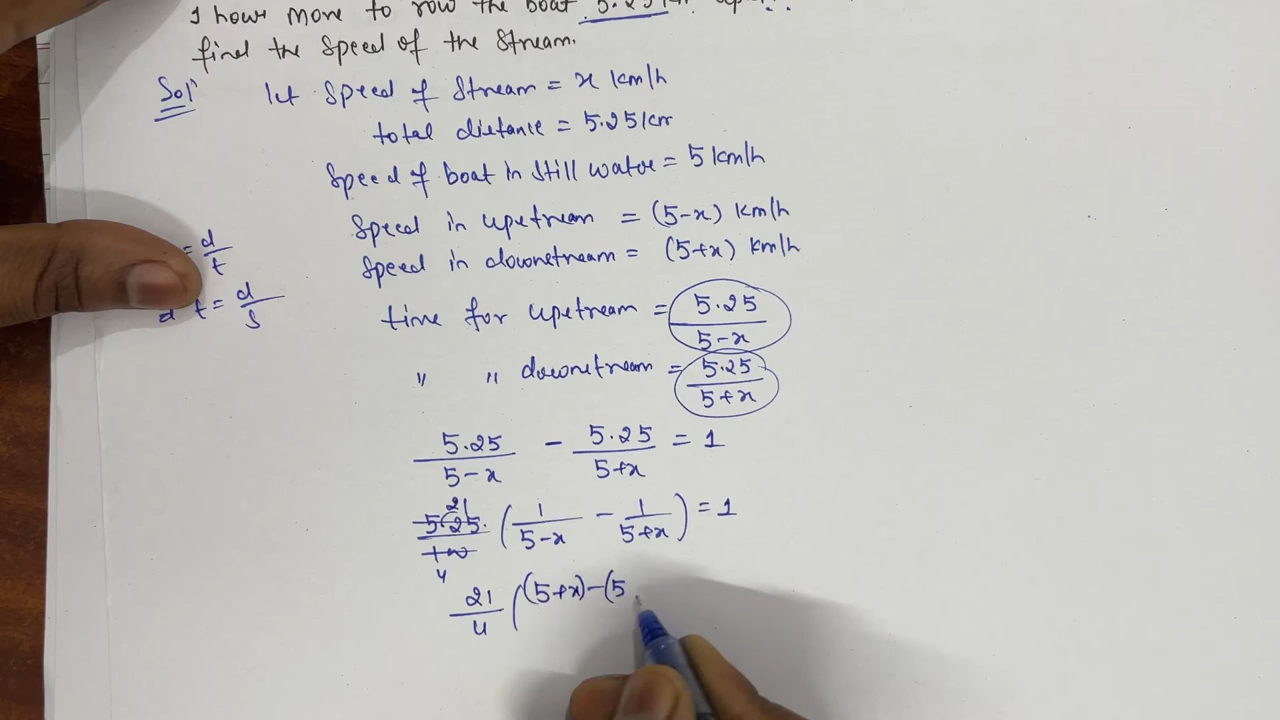 1 hour more to row the boat 5.25 km
find the Speed of the Stream.
Sol let Speed of Stream = x km/h
total distance = 5.25 km
Speed of boat in Still water = 5 km/h
Speed in upstream = (5-x) km/h
Speed in downstream = (5+x) km/h
= d/t
t = d/s
time for upstream = 5.25/(5-x)
" " downstream = 5.25/(5+x)
5.25/(5-x) - 5.25/(5+x) = 1
21 5.25/100 4 (1/(5-x) - 1/(5+x)) = 1
21/4 ((5+x)-(5